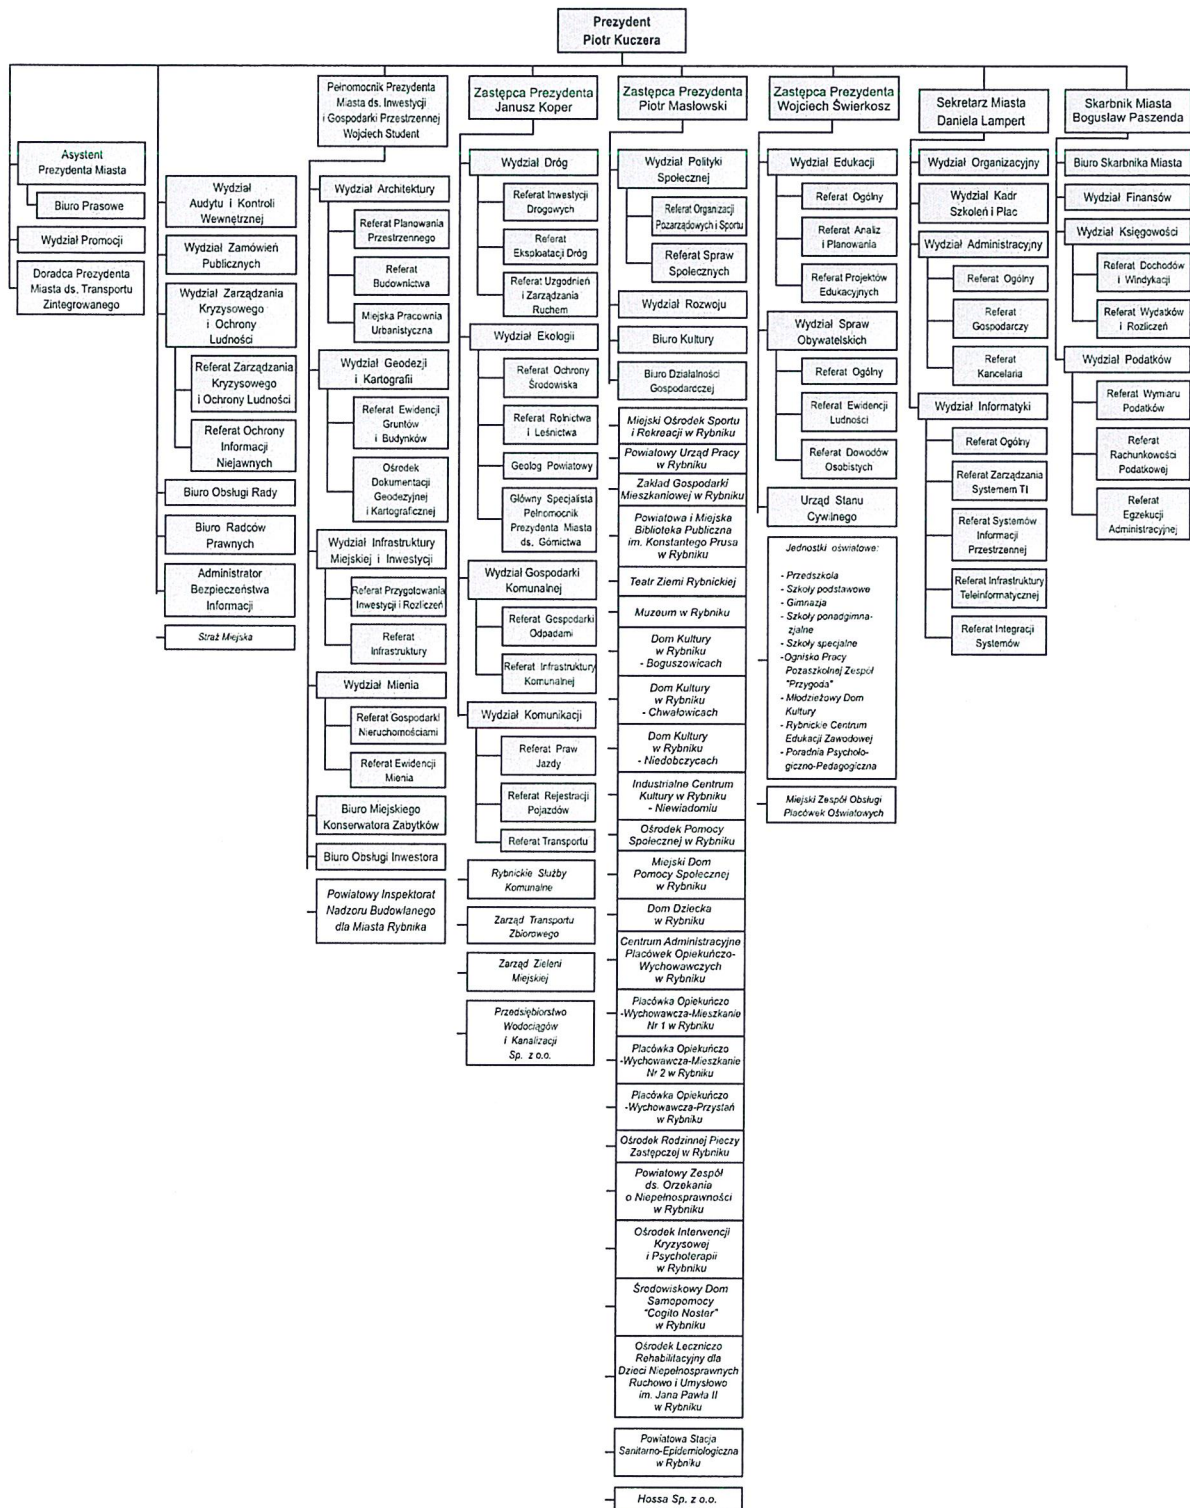 Prezydent
Piotr Kuczera
Asystent
Prezydenta Miasta
Biuro Prasowe
Wydział Promocji
Doradca Prezydenta
Miasta ds. Transportu
Zintegrowanego
Wydział
Audytu i Kontroli
Wewnętrznej
Wydział Zamówień
Publicznych
Wydział Zarządzania
Kryzysowego
i Ochrony
Ludności
Referat Zarządzania
Kryzysowego
i Ochrony Ludności
Referat Ochrony
Informacji
Niejawnych
Biuro Obsługi Rady
Biuro Radców
Prawnych
Administrator
Bezpieczeństwa
Informacji
Straż Miejska
Pełnomocnik Prezydenta
Miasta ds. Inwestycji
i Gospodarki Przestrzennej
Wojciech Student
Wydział Architektury
Referat Planowania
Przestrzennego
Referat
Budownictwa
Miejska Pracownia
Urbanistyczna
Wydział Geodezji
i Kartografii
Referat Ewidencji
Gruntów
i Budynków
Ośrodek
Dokumentacji
Geodezyjnej
i Kartograficznej
Wydział Infrastruktury
Miejskiej i Inwestycji
Referat Przygotowania
Inwestycji i Rozliczeń
Referat
Infrastruktury
Wydział Mienia
Referat Gospodarki
Nieruchomościami
Referat Ewidencji
Mienia
Biuro Miejskiego
Konserwatora Zabytków
Biuro Obsługi Inwestora
Powiatowy Inspektorat
Nadzoru Budowlanego
dla Miasta Rybnika
Zastępca Prezydenta
Janusz Koper
Wydział Dróg
Referat Inwestycji
Drogowych
Referat
Eksploatacji Dróg
Referat Uzgodnień
i Zarządzania
Ruchem
Wydział Ekologii
Referat Ochrony
Środowiska
Referat Rolnictwa
i Leśnictwa
Geolog Powiatowy
Główny Specjalista
Pełnomocnik
Prezydenta Miasta
ds. Górnictwa
Wydział Gospodarki
Komunalnej
Referat Gospodarki
Odpadami
Referat Infrastruktury
Komunalnej
Wydział Komunikacji
Referat Praw
Jazdy
Referat Rejestracji
Pojazdów
Referat Transportu
Rybnickie Służby
Komunalne
Zarząd Transportu
Zbiorowego
Zarząd Zieleni
Miejskiej
Przedsiębiorstwo
Wodociągów
i Kanalizacji
Sp. z o.o.
Zastępca Prezydenta
Piotr Masłowski
Wydział Polityki
Społecznej
Referat Organizacji
Pozarządowych i Sportu
Referat Spraw
Społecznych
Wydział Rozwoju
Biuro Kultury
Biuro Działalności
Gospodarczej
Miejski Ośrodek Sportu
i Rekreacji w Rybniku
Powiatowy Urząd Pracy
w Rybniku
Zakład Gospodarki
Mieszkaniowej w Rybniku
Powiatowa i Miejska
Biblioteka Publiczna
im. Konstantego Prusa
w Rybniku
Teatr Ziemi Rybnickiej
Muzeum w Rybniku
Dom Kultury
w Rybniku
- Boguszowicach
Dom Kultury
w Rybniku
- Chwałowicach
Dom Kultury
w Rybniku
- Niedobczycach
Industrialne Centrum
Kultury w Rybniku
- Niewiadomiu
Ośrodek Pomocy
Społecznej w Rybniku
Miejski Dom
Pomocy Społecznej
w Rybniku
Dom Dziecka
w Rybniku
Centrum Administracyjne
Placówek Opiekuńczo-
Wychowawczych
w Rybniku
Placówka Opiekuńczo
-Wychowawcza-Mieszkanie
Nr 1 w Rybniku
Placówka Opiekuńczo
-Wychowawcza-Mieszkanie
Nr 2 w Rybniku
Placówka Opiekuńczo
-Wychowawcza-Przystań
w Rybniku
Ośrodek Rodzinnej Pieczy
Zastępczej w Rybniku
Powiatowy Zespół
ds. Orzekania
o Niepełnosprawności
w Rybniku
Ośrodek Interwencji
Kryzysowej
i Psychoterapii
w Rybniku
Środowiskowy Dom
Samopomocy
"Cogito Noster"
w Rybniku
Ośrodek Leczniczo
Rehabilitacyjny dla
Dzieci Niepełnosprawnych
Ruchowo i Umysłowo
im. Jana Pawła II
w Rybniku
Powiatowa Stacja
Sanitarno-Epidemiologiczna
w Rybniku
Hossa Sp. z o.o.
Zastępca Prezydenta
Wojciech Świerkosz
Wydział Edukacji
Referat Ogólny
Referat Analiz
i Planowania
Referat Projektów
Edukacyjnych
Wydział Spraw
Obywatelskich
Referat Ogólny
Referat Ewidencji
Ludności
Referat Dowodów
Osobistych
Urząd Stanu
Cywilnego
Jednostki oświatowe:
- Przedszkola
- Szkoły podstawowe
- Gimnazja
- Szkoły ponadgimna-
zjalne
- Szkoły specjalne
-Ognisko Pracy
Pozaszkolnej Zespół
"Przygoda"
- Młodzieżowy Dom
Kultury
- Rybnickie Centrum
Edukacji Zawodowej
- Poradnia Psycholo-
giczno-Pedagogiczna
Miejski Zespół Obsługi
Placówek Oświatowych
Sekretarz Miasta
Daniela Lampert
Wydział Organizacyjny
Wydział Kadr
Szkoleń i Płac
Wydział Administracyjny
Referat Ogólny
Referat
Gospodarczy
Referat
Kancelaria
Wydział Informatyki
Referat Ogólny
Referat Zarządzania
Systemem TI
Referat Systemów
Informacji
Przestrzennej
Referat Infrastruktury
Teleinformatycznej
Referat Integracji
Systemów
Skarbnik Miasta
Bogusław Paszenda
Biuro Skarbnika Miasta
Wydział Finansów
Wydział Księgowości
Referat Dochodów
i Windykacji
Referat Wydatków
i Rozliczeń
Wydział Podatków
Referat Wymiaru
Podatków
Referat
Rachunkowości
Podatkowej
Referat
Egzekucji
Administracyjnej